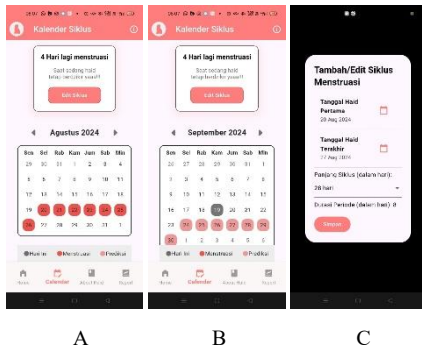 Kalender Siklus
4 Hari lagi menstruasi
Saat sedang haid
Edit Siklus
Agustus 2024
Sen Sel Rab Kam Jum Sab Min
29 30 31 1 2 3 4
5 6 7 8 9 10 11
12 13 14 15 16 17 18
19 20 21 22 23 24 25
26 27 28 29 30 31 1
Hari Ini Menstruasi Prediksi
Home Calendar Report
A
Kalender Siklus
4 Hari lagi menstruasi
Saat sedang haid
Edit Siklus
September 2024
Sen Sel Rab Kam Jum Sab Min
26 27 28 29 30 31 1
2 3 4 5 6 7 8
9 10 11 12 13 14 15
16 17 18 19 20 21 22
23 24 25 26 27 28 29
30 1 2 3 4 5 6
Hari Ini Menstruasi Prediksi
Home Calendar Report
B
Tambah/Edit Siklus
Menstruasi
Tanggal Haid
Pertama
20 Aug 2024
Tanggal Haid
Terakhir
27 Aug 2024
Panjang Siklus (dalam hari):
28 hari
Durasi Periode (dalam hari): 8
Simpan
C